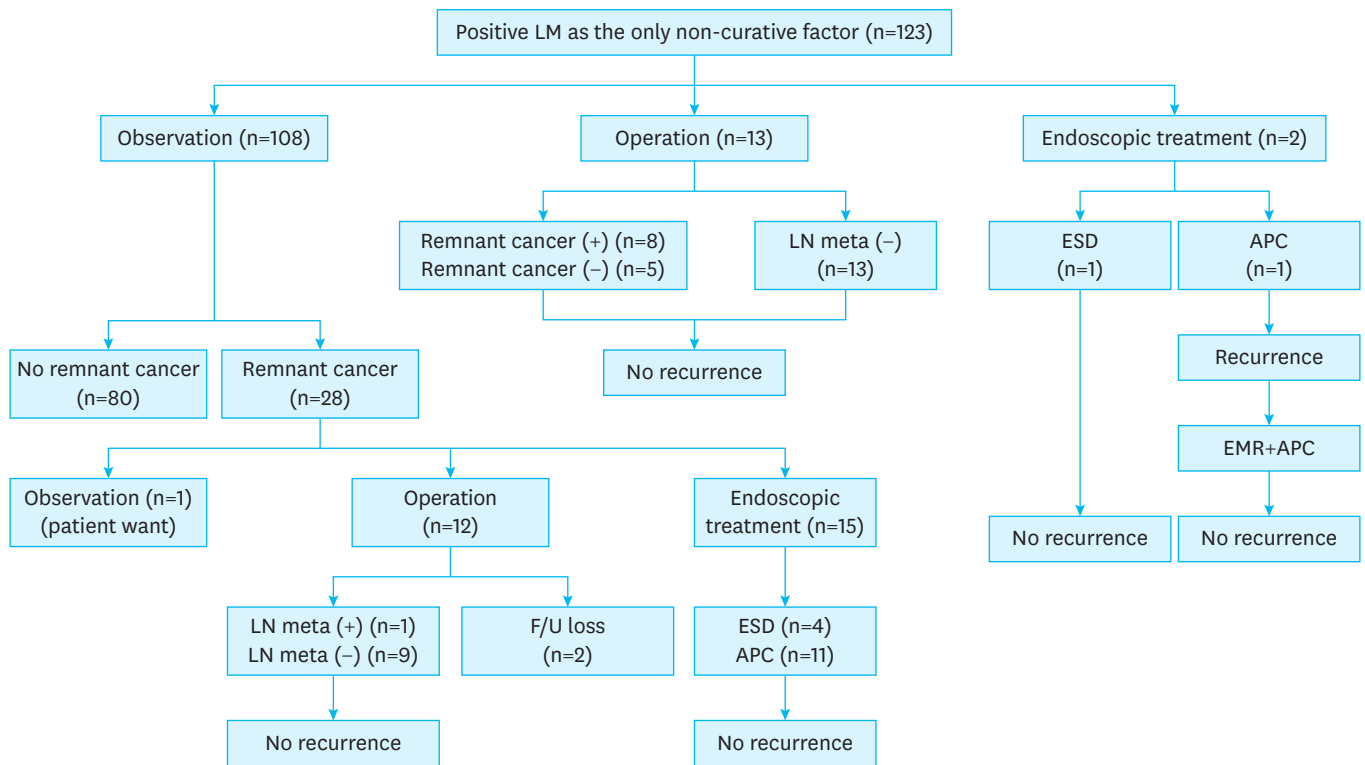 Positive LM as the only non-curative factor (n=123)
Observation (n=108)
Operation (n=13)
Endoscopic treatment (n=2)
Remnant cancer (+) (n=8)
Remnant cancer (−) (n=5)
LN meta (−)
(n=13)
ESD
(n=1)
APC
(n=1)
No remnant cancer
(n=80)
Remnant cancer
(n=28)
No recurrence
Recurrence
EMR+APC
Observation (n=1)
(patient want)
Operation
(n=12)
Endoscopic
treatment (n=15)
No recurrence
No recurrence
LN meta (+) (n=1)
LN meta (−) (n=9)
F/U loss
(n=2)
ESD (n=4)
APC (n=11)
No recurrence
No recurrence